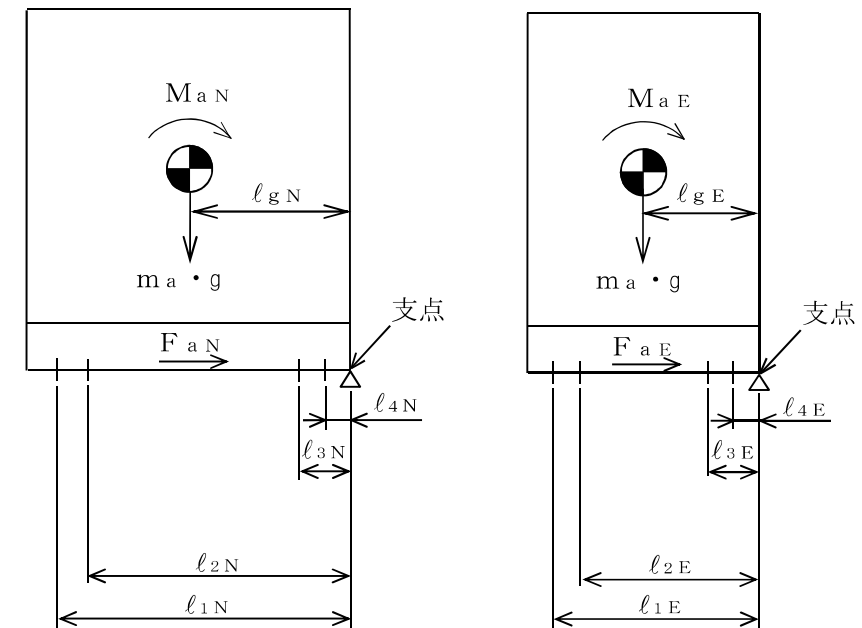 MaN
ℓgN
ma・g
支点
FaN
ℓ4N
ℓ3N
ℓ2N
ℓ1N
MaE
ℓgE
ma・g
支点
FaE
ℓ4E
ℓ3E
ℓ2E
ℓ1E